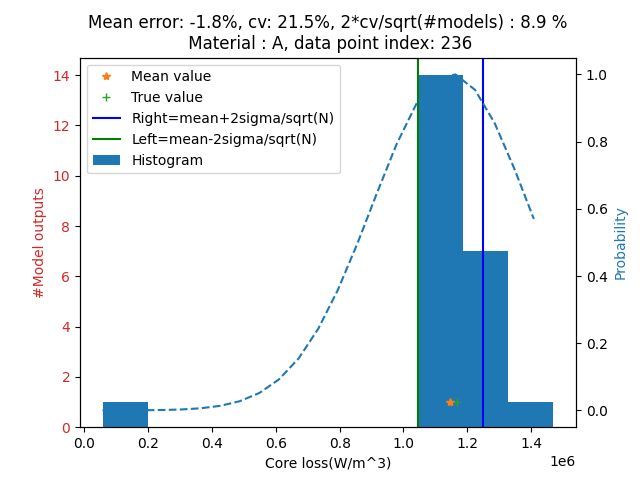 Mean error: -1.8%, cv: 21.5%, 2*cv/sqrt(#models) : 8.9 %
Material : A, data point index: 236
Mean value
True value
Right=mean+2sigma/sqrt(N)
Left=mean-2sigma/sqrt(N)
Histogram
#Model outputs
14
12
10
8
6
4
2
0
Probability
1.0
0.8
0.6
0.4
0.2
0.0
0.0 0.2 0.4 0.6 0.8 1.0 1.2 1.4
1e6
Core loss(W/m^3)